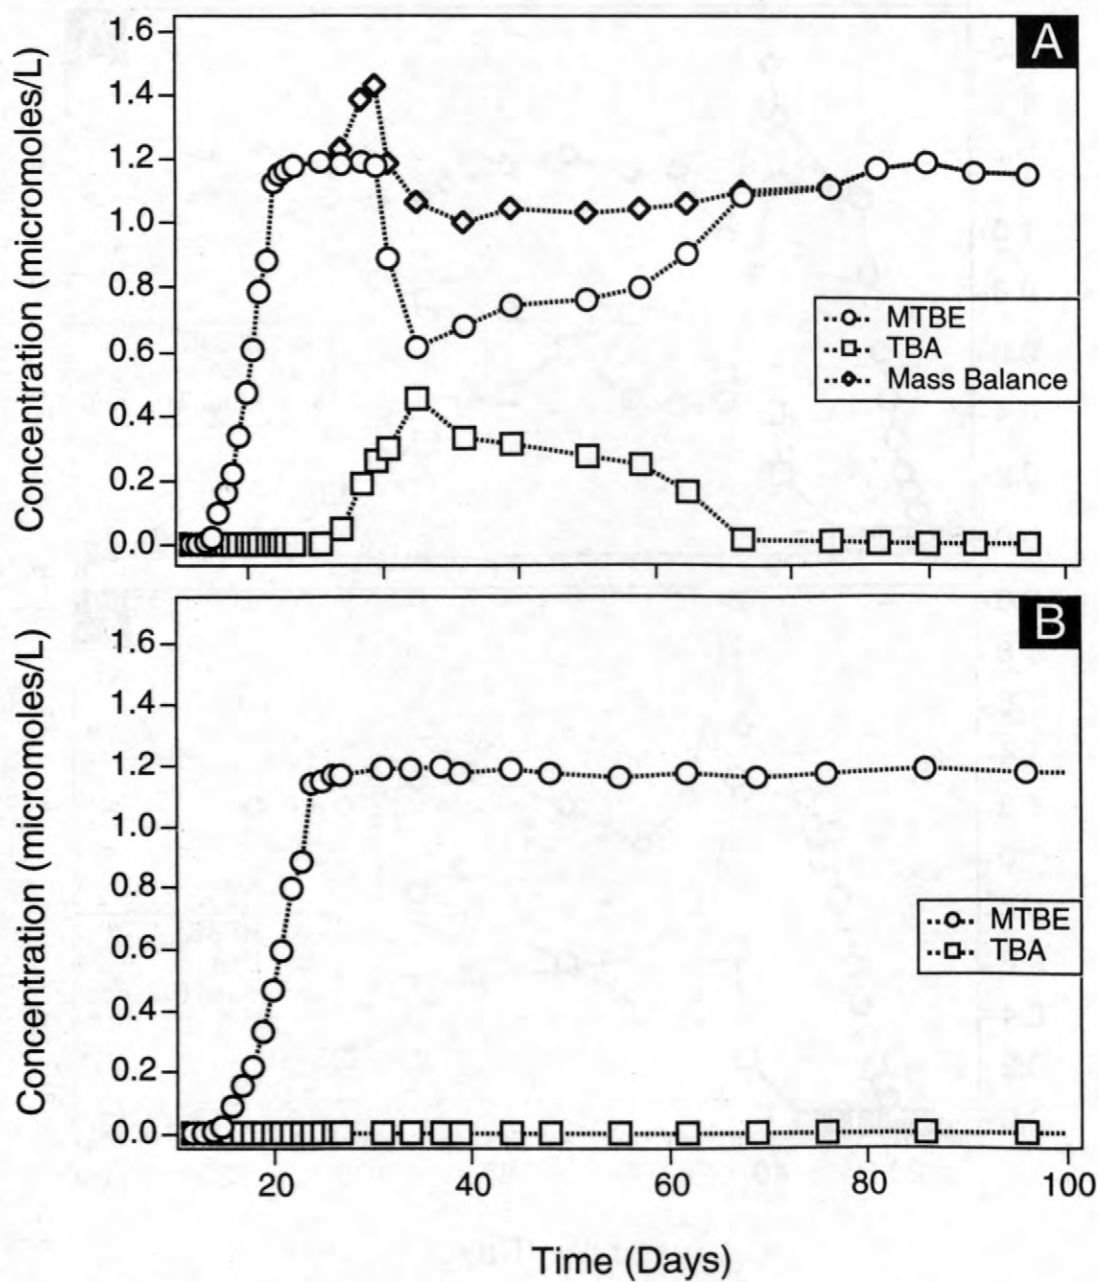 A
Concentration (micromoles/L)
1.6
1.4
1.2
1.0
0.8
0.6
0.4
0.2
0.0
MTBE
TBA
Mass Balance
B
Concentration (micromoles/L)
1.6
1.4
1.2
1.0
0.8
0.6
0.4
0.2
0.0
MTBE
TBA
20 40 60 80 100
Time (Days)